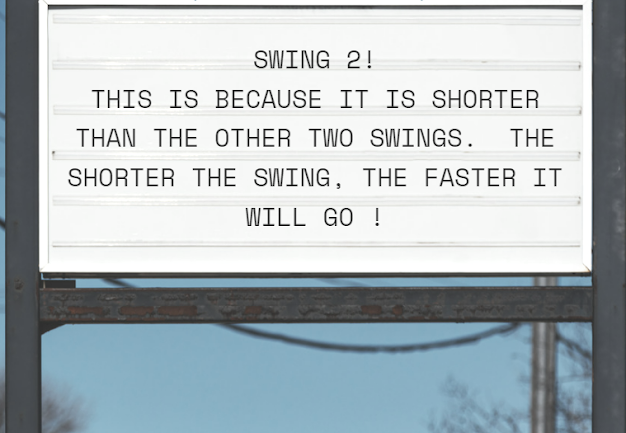 SWING 2!
THIS IS BECAUSE IT IS SHORTER
THAN THE OTHER TWO SWINGS.  THE
SHORTER THE SWING, THE FASTER IT
WILL GO !